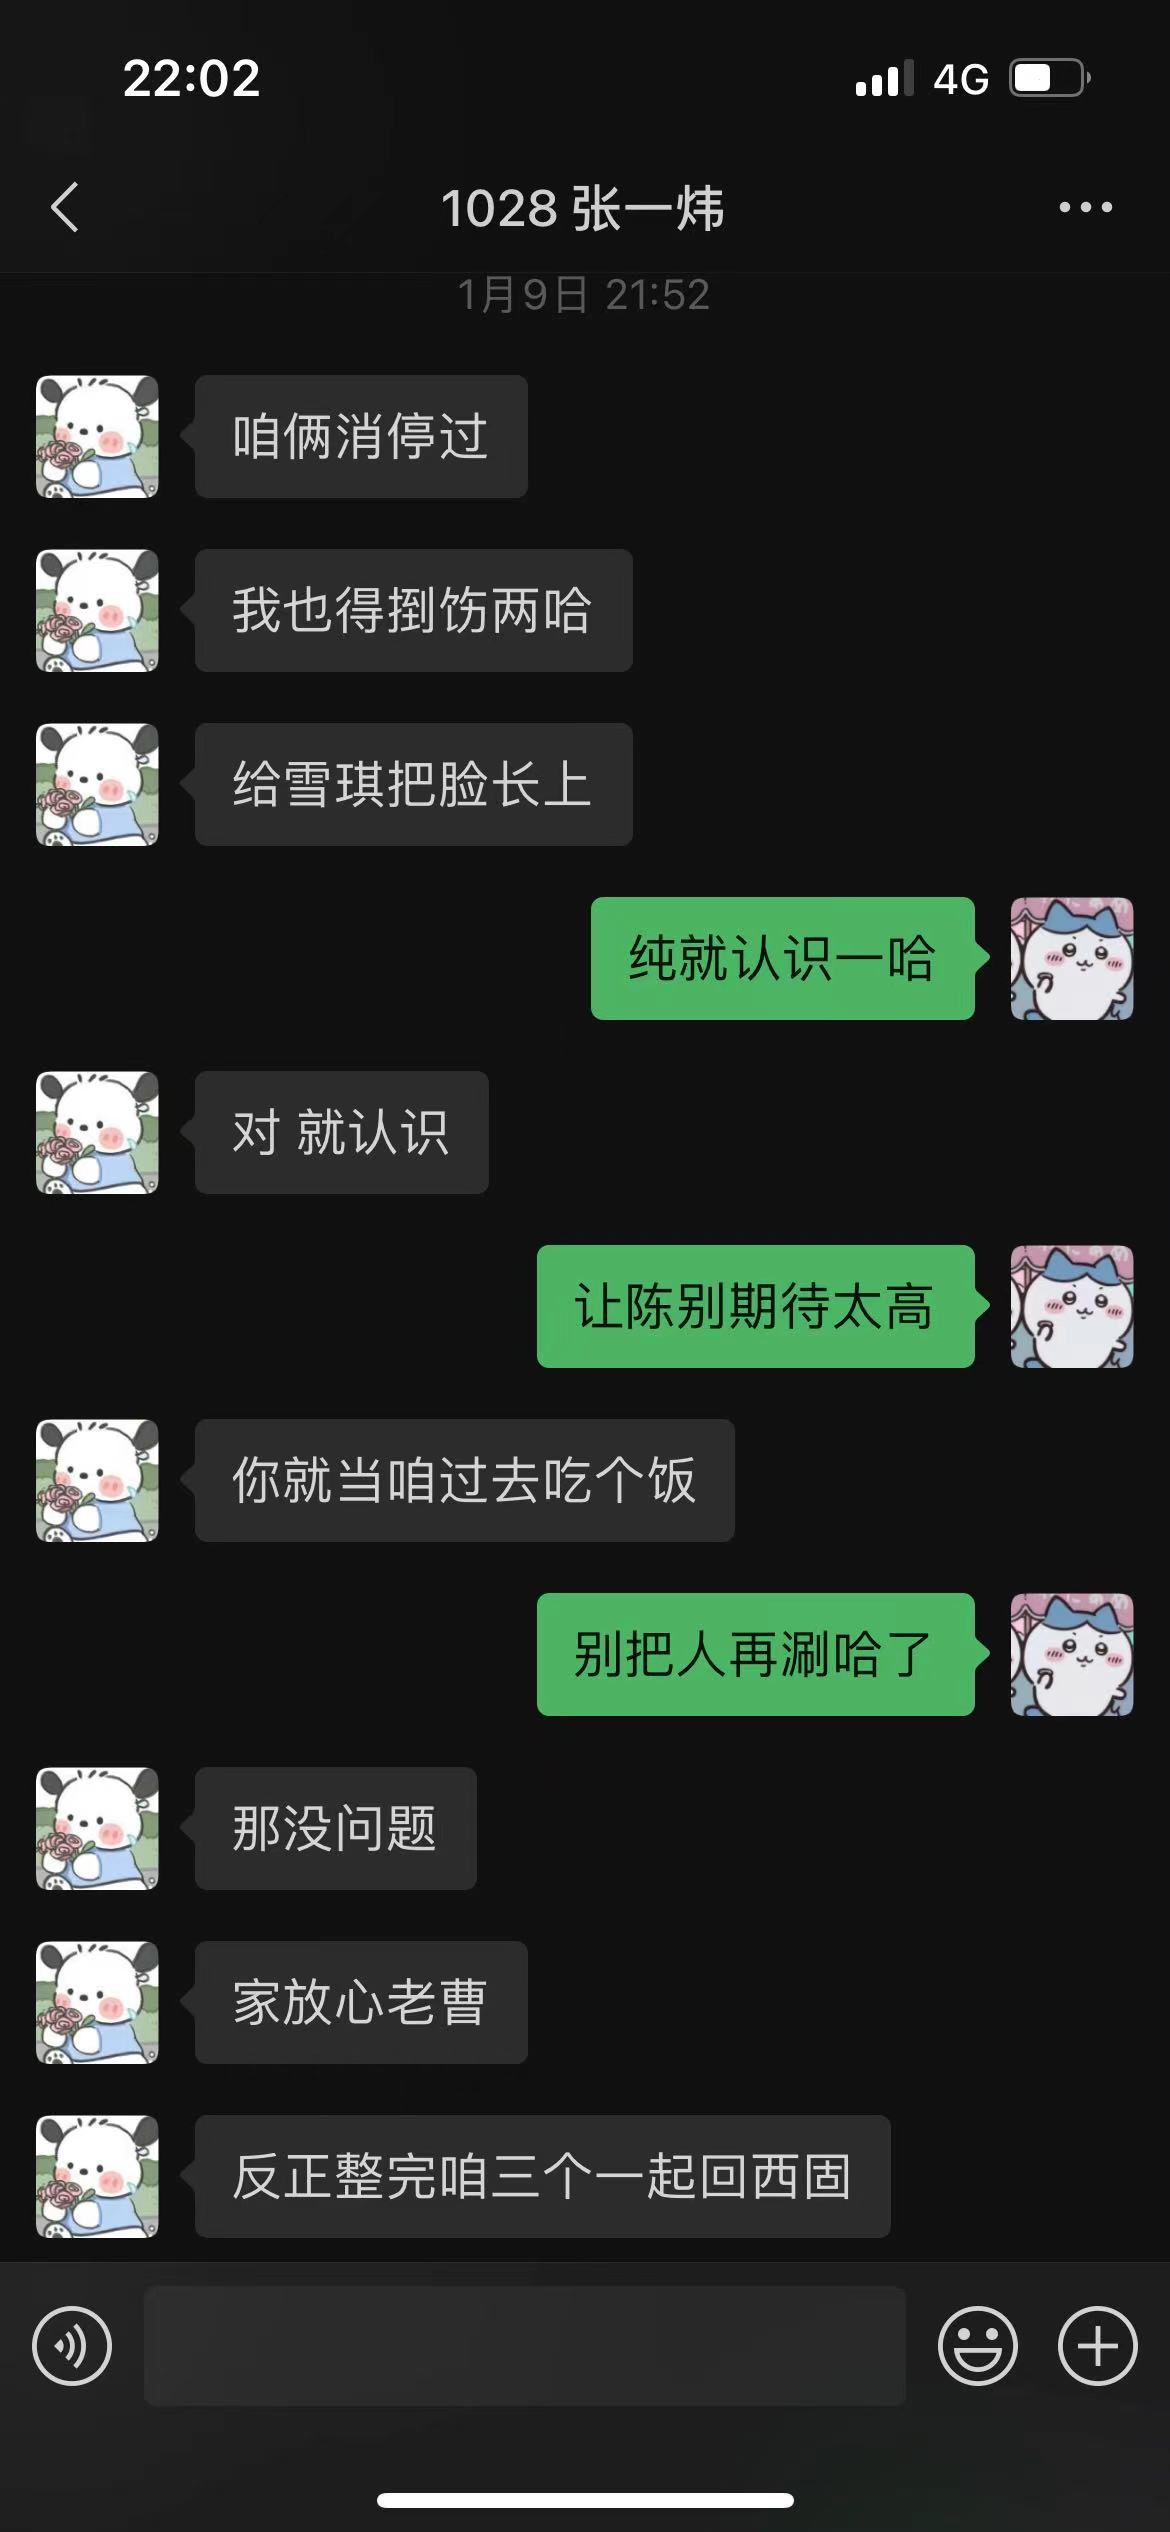 22:02
4G
1028 张一炜
1月9日 21:52
咱俩消停过
我也得捯饬两哈
给雪琪把脸长上
纯就认识一哈
对 就认识
让陈别期待太高
你就当咱过去吃个饭
别把人再涮哈了
那没问题
家放心老曹
反正整完咱三个一起回西固